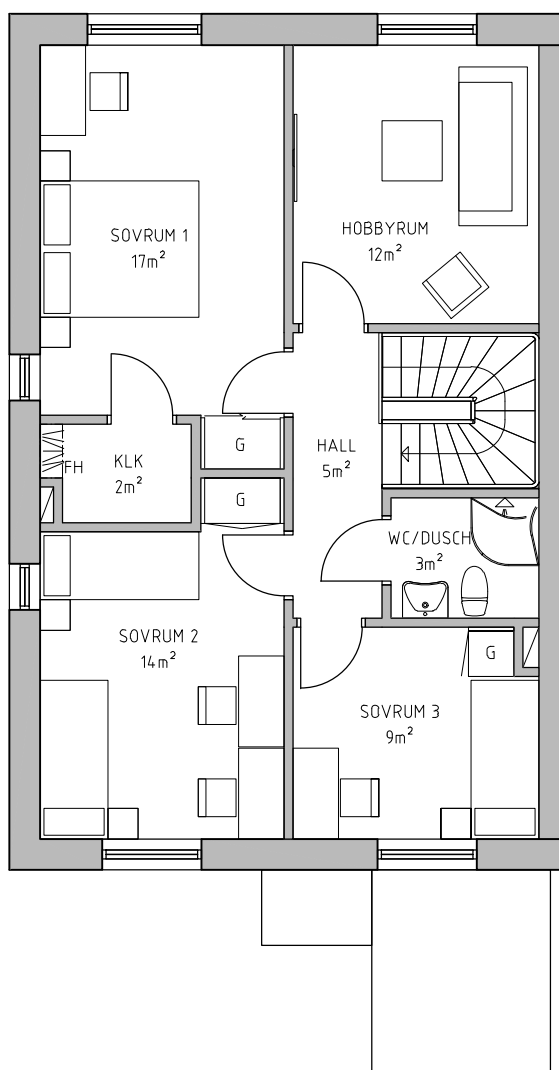 SOVRUM 1
17m²
HOBBYRUM
12m²
G
HALL
5m²
FH
KLK
2m²
G
WC/DUSCH
3m²
SOVRUM 2
14m²
G
SOVRUM 3
9m²